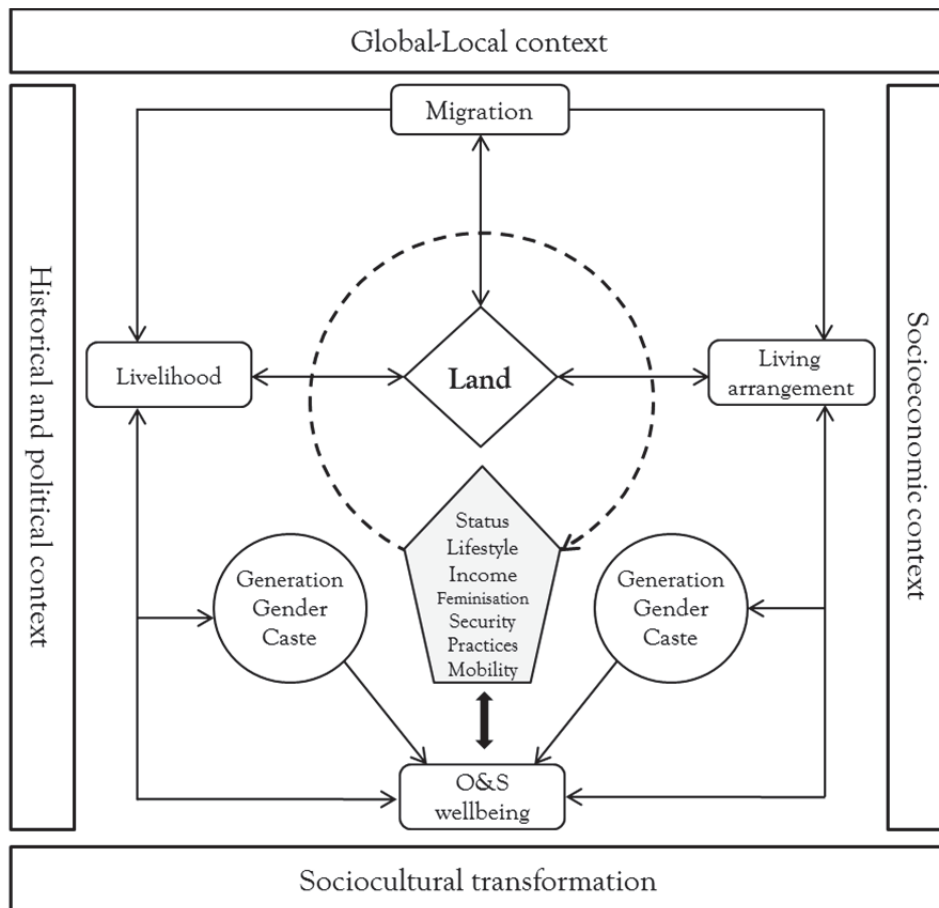 Global-Local context
Migration
Historical and political context
Socioeconomic context
Livelihood
Land
Living
arrangement
Status
Lifestyle
Income
Feminisation
Security
Practices
Mobility
Generation
Gender
Caste
Generation
Gender
Caste
O&S
wellbeing
Sociocultural transformation